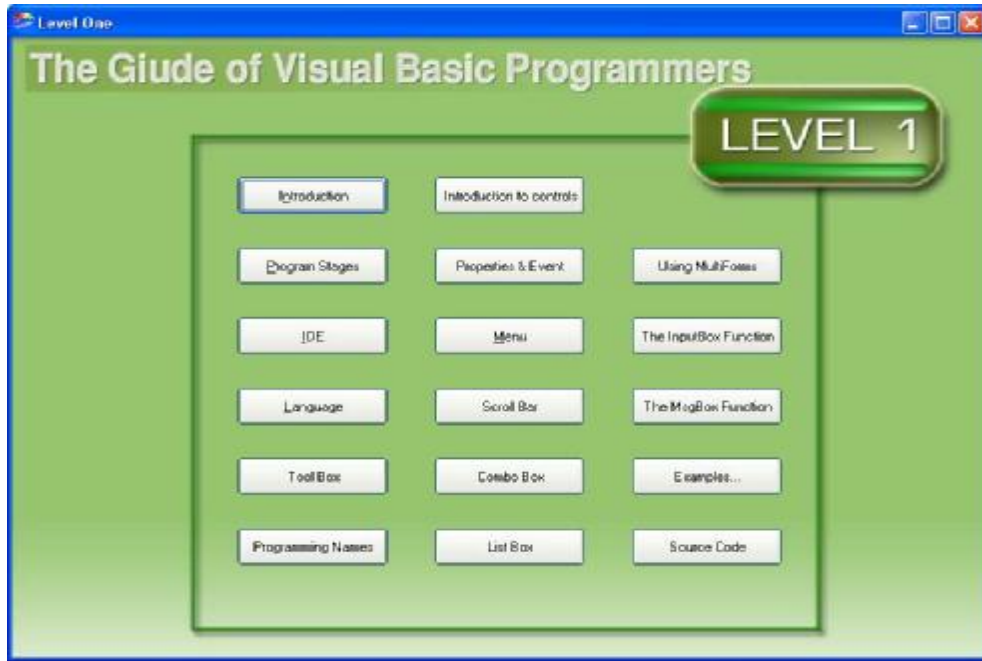 Level One
The Giude of Visual Basic Programmers
LEVEL 1
Introduction
Introduction to controls
Program Stages
Properties & Event
Using MultiForms
IDE
Menu
The InputBox Function
Language
Scroll Bar
The MsgBox Function
Tool Box
Combo Box
Examples...
Programming Names
List Box
Source Code